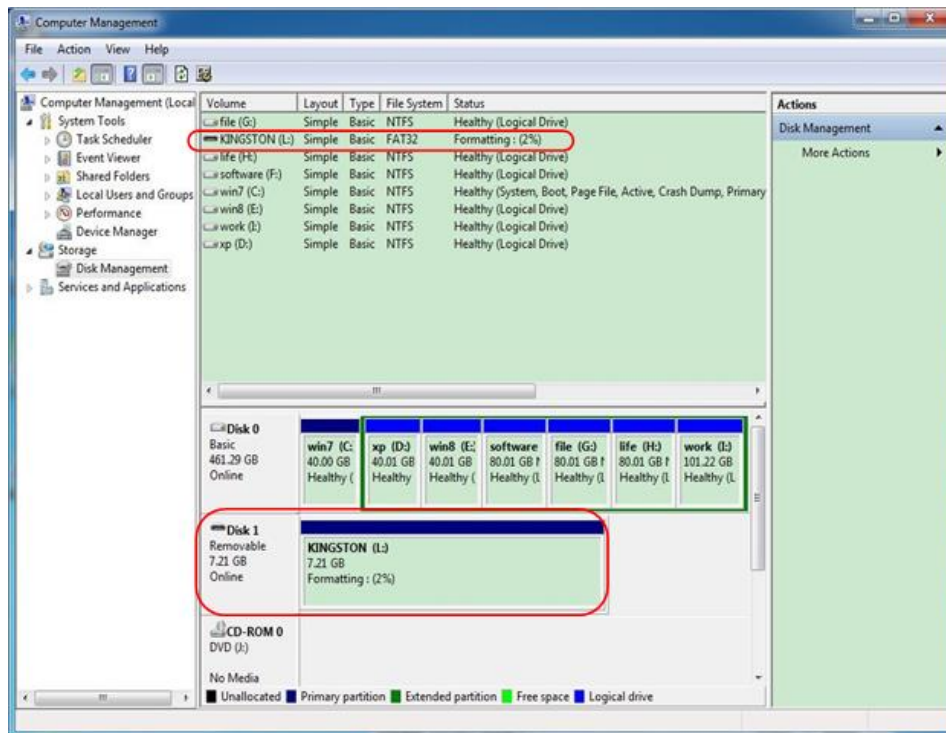 Computer Management
File Action View Help
Computer Management (Local
System Tools
Task Scheduler
Event Viewer
Shared Folders
Local Users and Groups
Performance
Device Manager
Storage
Disk Management
Services and Applications
Volume Layout Type File System Status
file (G:) Simple Basic NTFS Healthy (Logical Drive)
KINGSTON (L:) Simple Basic FAT32 Formatting : (2%)
life (H:) Simple Basic NTFS Healthy (Logical Drive)
software (F:) Simple Basic NTFS Healthy (Logical Drive)
win7 (C:) Simple Basic NTFS Healthy (System, Boot, Page File, Active, Crash Dump, Primary
win8 (E:) Simple Basic NTFS Healthy (Logical Drive)
work (I:) Simple Basic NTFS Healthy (Logical Drive)
xp (D:) Simple Basic NTFS Healthy (Logical Drive)
Actions
Disk Management
More Actions
Disk 0
Basic
461.29 GB
Online
win7 (C:
40.00 GB
Healthy (
xp (D:)
40.01 GB
Healthy
win8 (E:
40.01 GB
Healthy (
software
80.01 GB
Healthy (L
file (G:)
80.01 GB
Healthy (L
life (H:)
80.01 GB
Healthy (L
work (I:)
101.22 GB
Healthy (L
Disk 1
Removable
7.21 GB
Online
KINGSTON (L:)
7.21 GB
Formatting : (2%)
CD-ROM 0
DVD (J:)
No Media
Unallocated Primary partition Extended partition Free space Logical drive